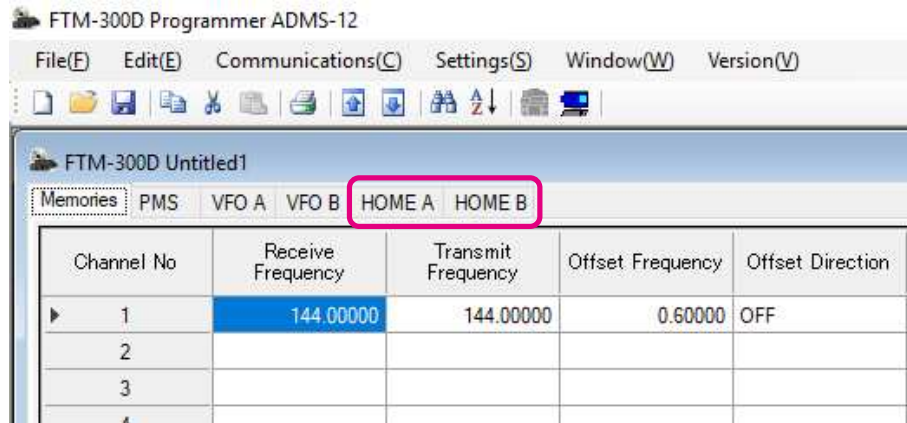 FTM-300D Programmer ADMS-12
File(F) Edit(E) Communications(C) Settings(S) Window(W) Version(V)
FTM-300D Untitled1
Memories PMS VFO A VFO B HOME A HOME B
Channel No Receive Frequency Transmit Frequency Offset Frequency Offset Direction
1 144.00000 144.00000 0.60000 OFF
2
3